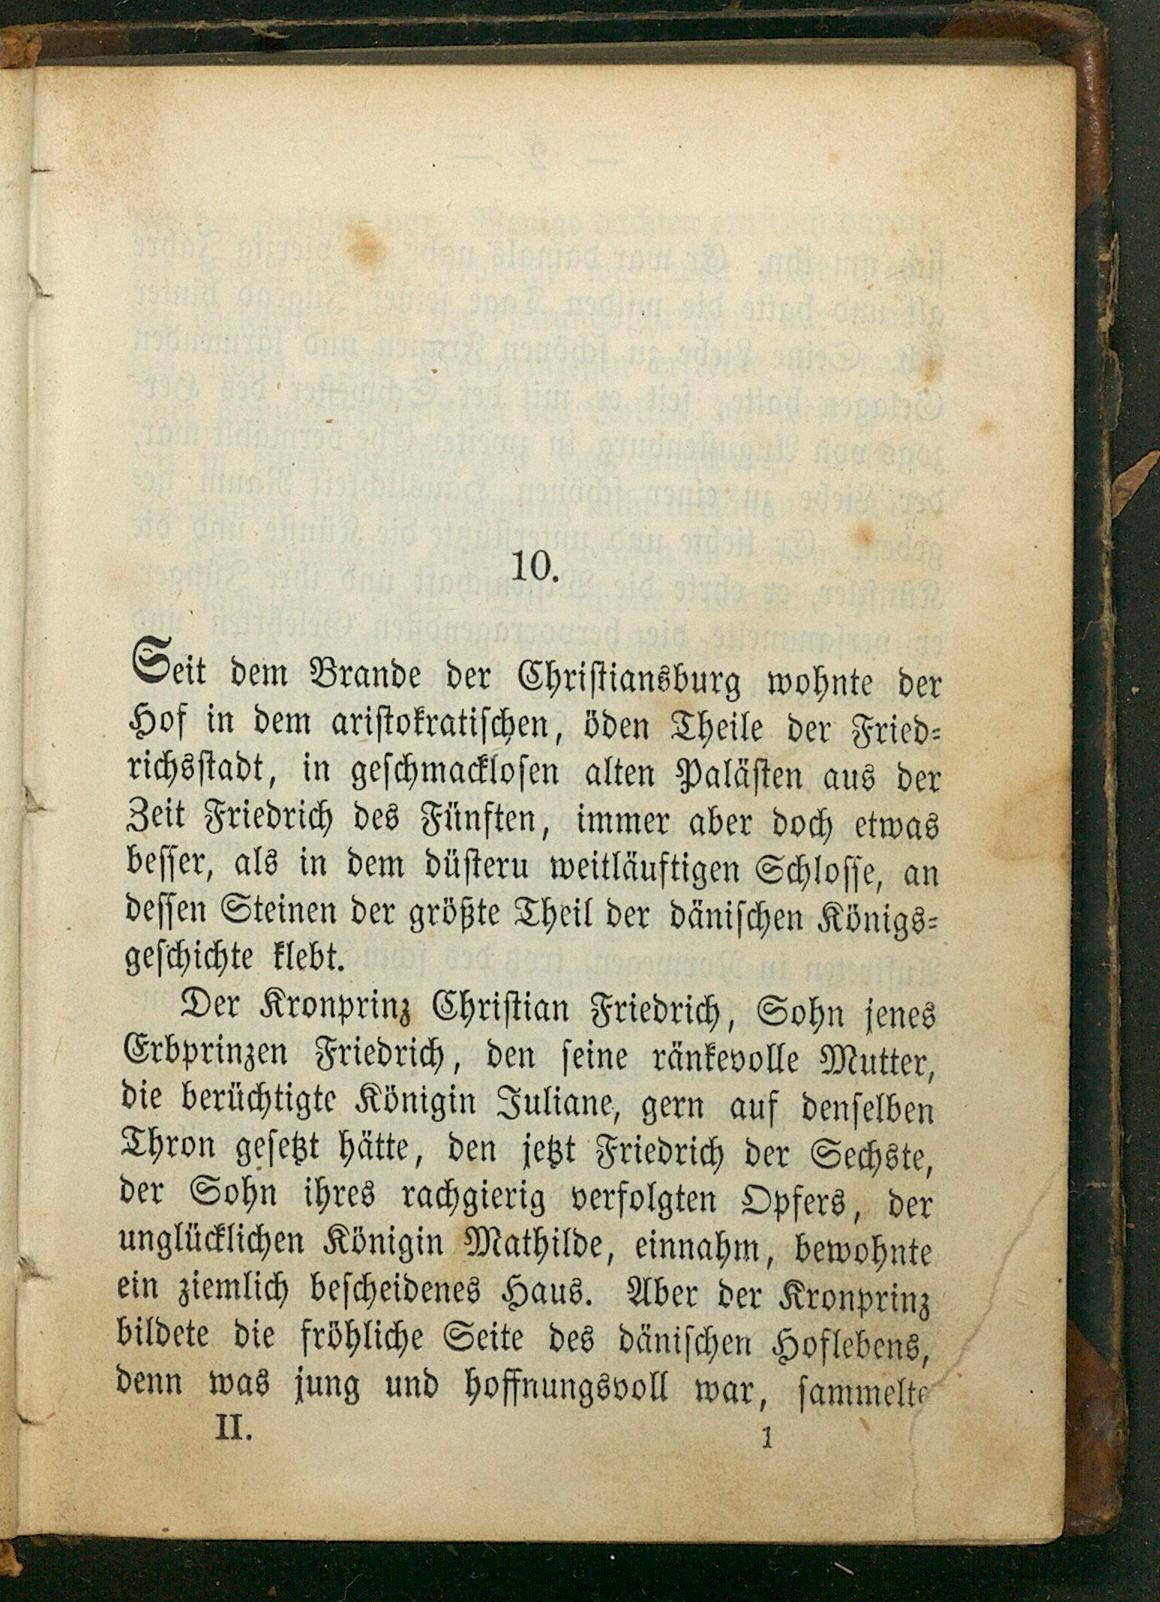 10.
Seit dem Brande der Christiansburg wohnte der
Hof in dem aristokratischen, öden Theile der Fried-
richsstadt, in geschmacklosen alten Palästen aus der
Zeit Friedrich des Fünften, immer aber doch etwas
besser, als in dem düsteru weitläuftigen Schlosse, an
dessen Steinen der größte Theil der dänischen Königs-
geschichte klebt.
Der Kronprinz Christian Friedrich, Sohn jenes
Erbprinzen Friedrich, den seine ränkevolle Mutter,
die berüchtigte Königin Juliane, gern auf denselben
Thron gesetzt hätte, den jetzt Friedrich der Sechste,
der Sohn ihres rachgierig verfolgten Opfers, der
unglücklichen Königin Mathilde, einnahm, bewohnte
ein ziemlich bescheidenes Haus. Aber der Kronprinz
bildete die fröhliche Seite des dänischen Hoflebens,
denn was jung und hoffnungsvoll war, sammelte
II. 1